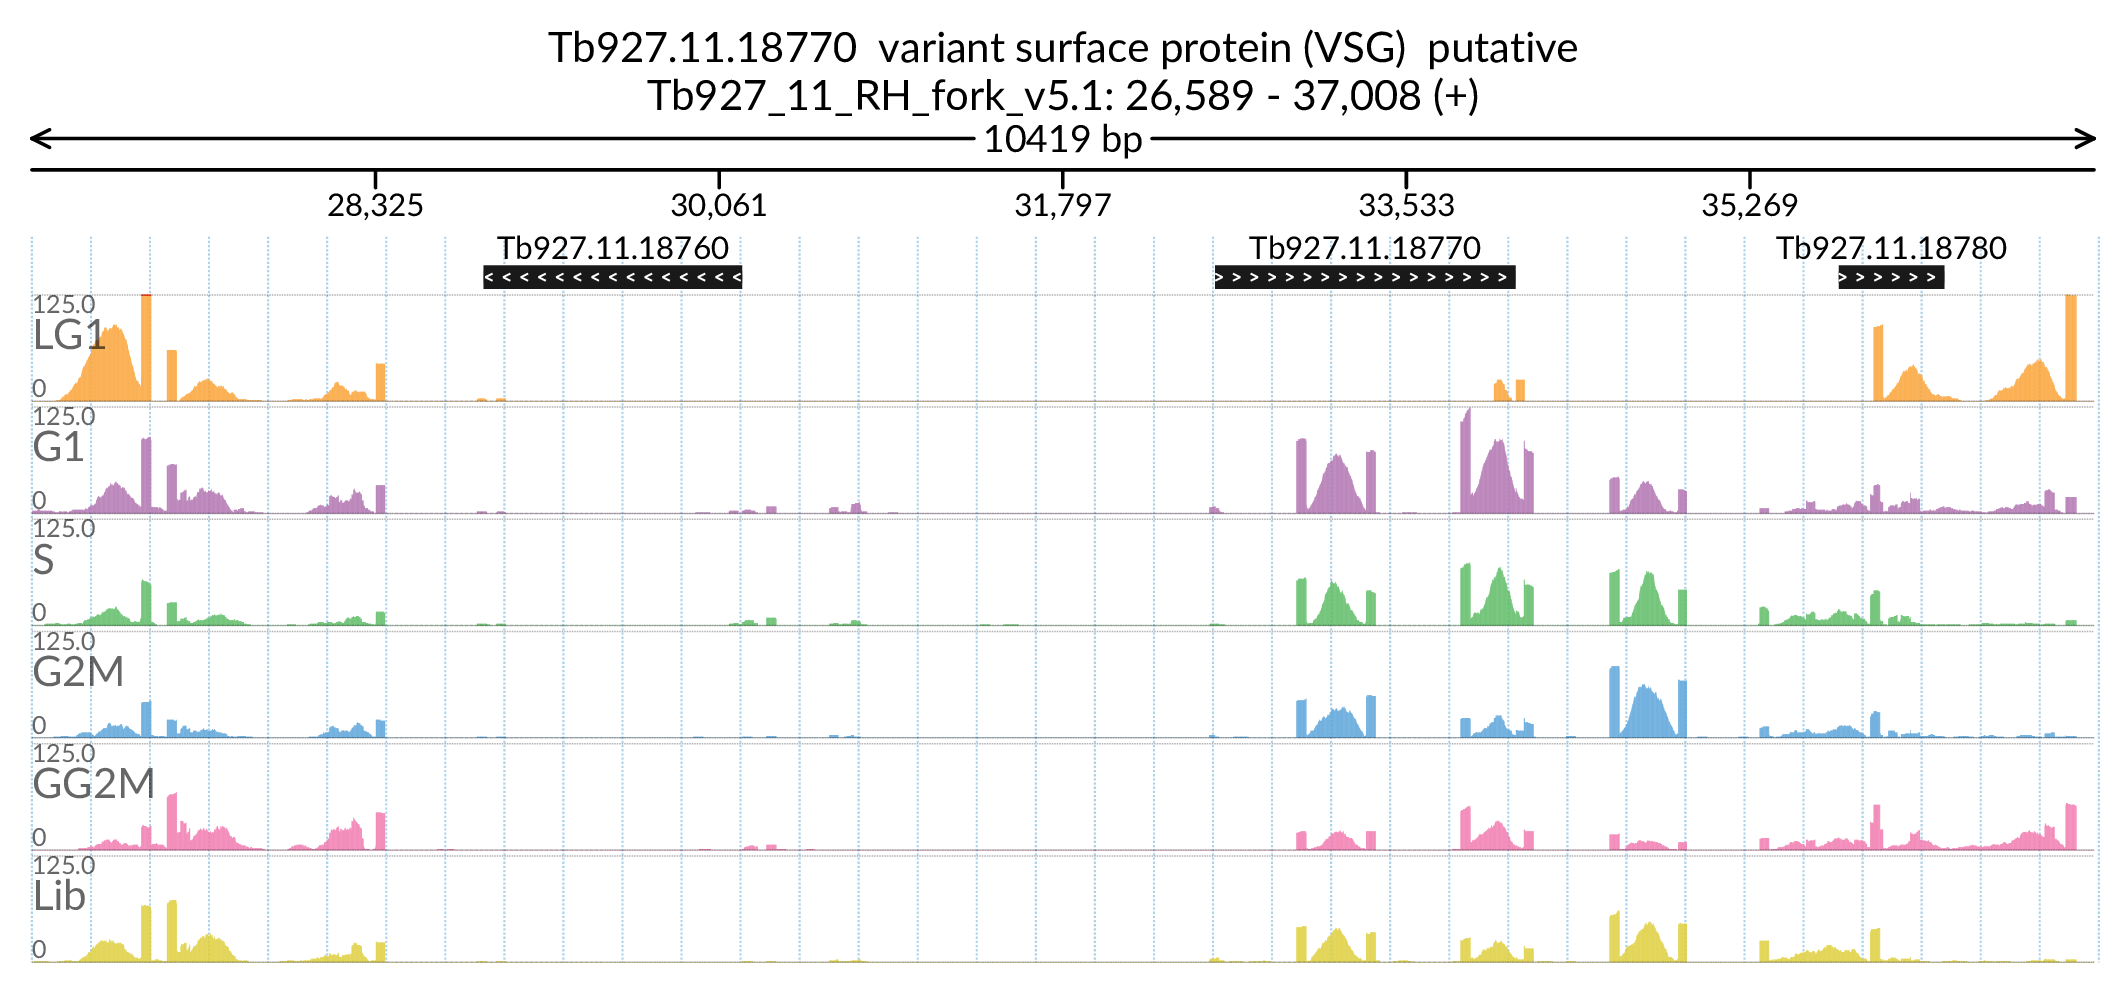 Tb927.11.18770  variant surface protein (VSG)  putative
Tb927_11_RH_fork_v5.1: 26,589 - 37,008 (+)
10419 bp
28,325 30,061 31,797 33,533 35,269
Tb927.11.18760 Tb927.11.18770 Tb927.11.18780
125.0
LG1
0
125.0
G1
0
125.0
S
0
125.0
G2M
0
125.0
GG2M
0
125.0
Lib
0